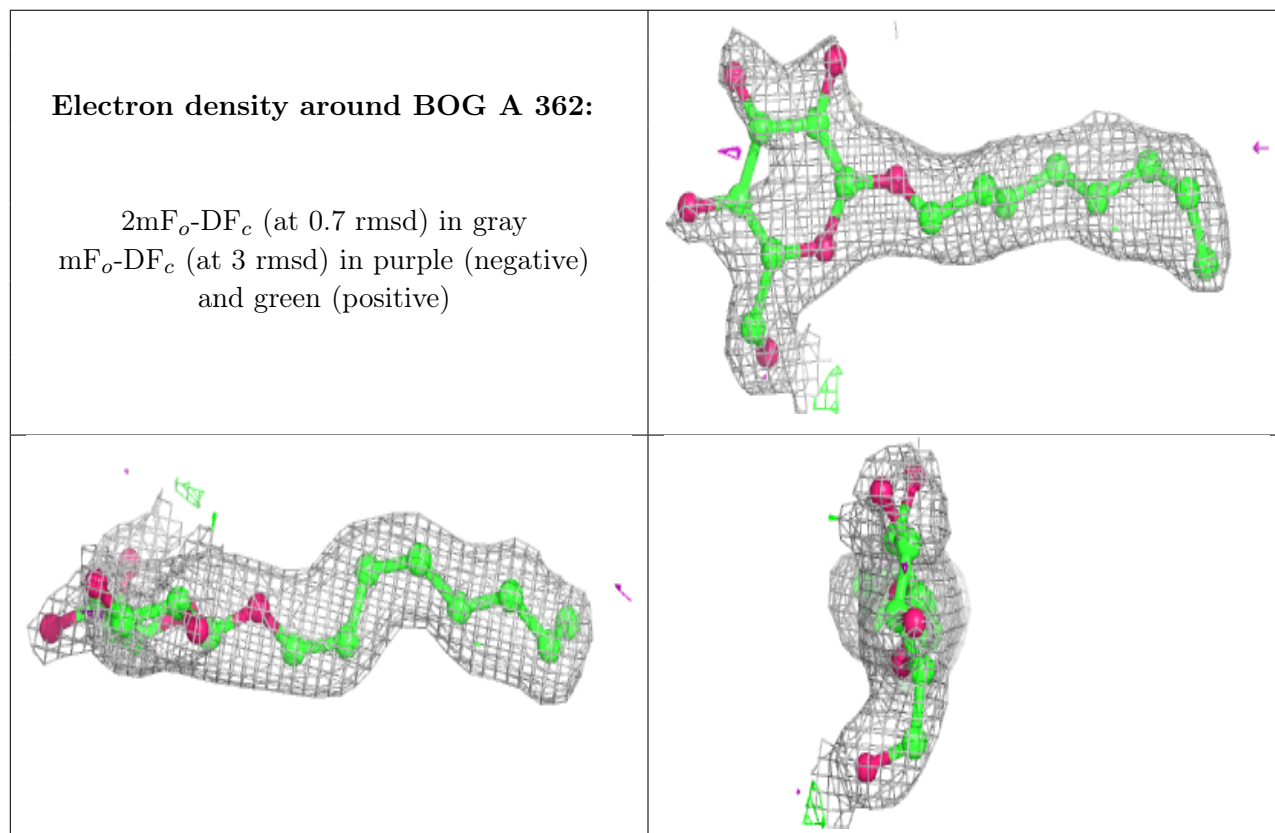 Electron density around BOG A 362:
2mFo-DFc (at 0.7 rmsd) in gray
mFo-DFc (at 3 rmsd) in purple (negative)
and green (positive)